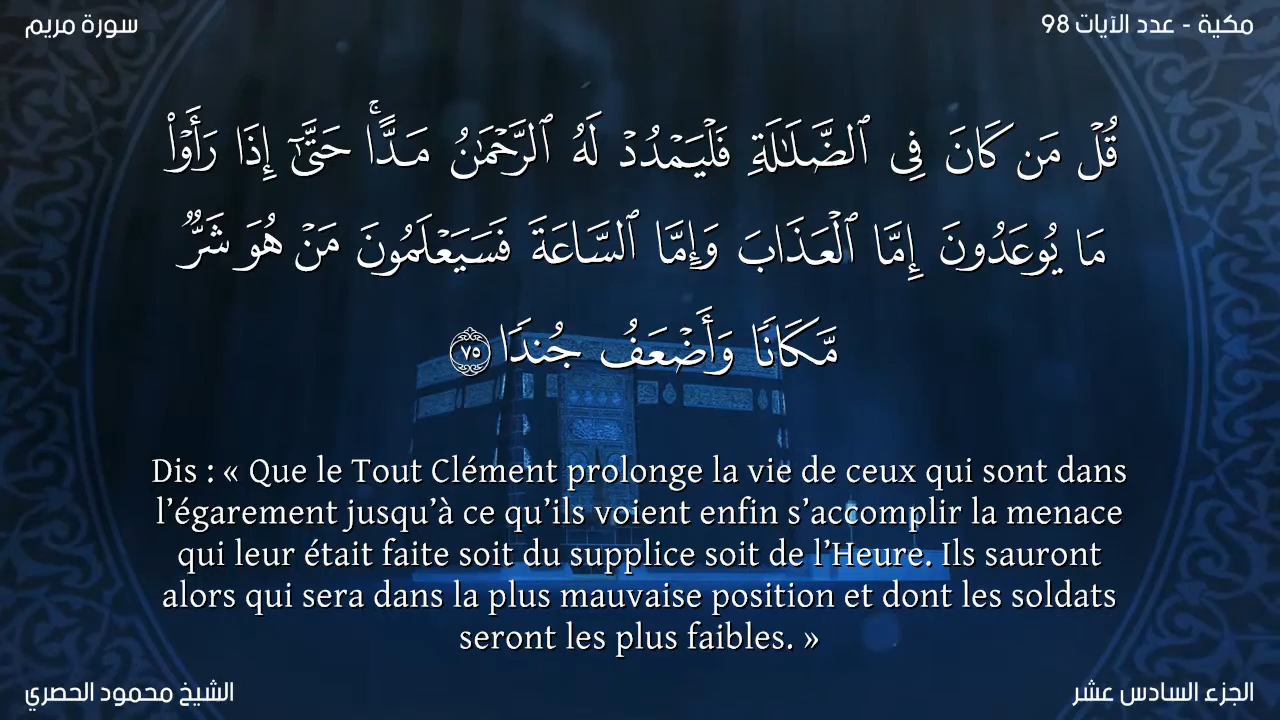 سورة مريم
مكية - عدد الآيات 98
قُلْ مَن كَانَ فِى ٱلضَّلَٰلَةِ فَلْيَمْدُدْ لَهُ ٱلرَّحْمَٰنُ مَدًّا ۚ حَتَّىٰٓ إِذَا رَأَوْا۟
مَا يُوعَدُونَ إِمَّا ٱلْعَذَابَ وَإِمَّا ٱلسَّاعَةَ فَسَيَعْلَمُونَ مَنْ هُوَ شَرٌّ
مَّكَانًا وَأَضْعَفُ جُندًا ٧٥
Dis : « Que le Tout Clément prolonge la vie de ceux qui sont dans
l’égarement jusqu’à ce qu’ils voient enfin s’accomplir la menace
qui leur était faite soit du supplice soit de l’Heure. Ils sauront
alors qui sera dans la plus mauvaise position et dont les soldats
seront les plus faibles. »
الشيخ محمود الحصري
الجزء السادس عشر